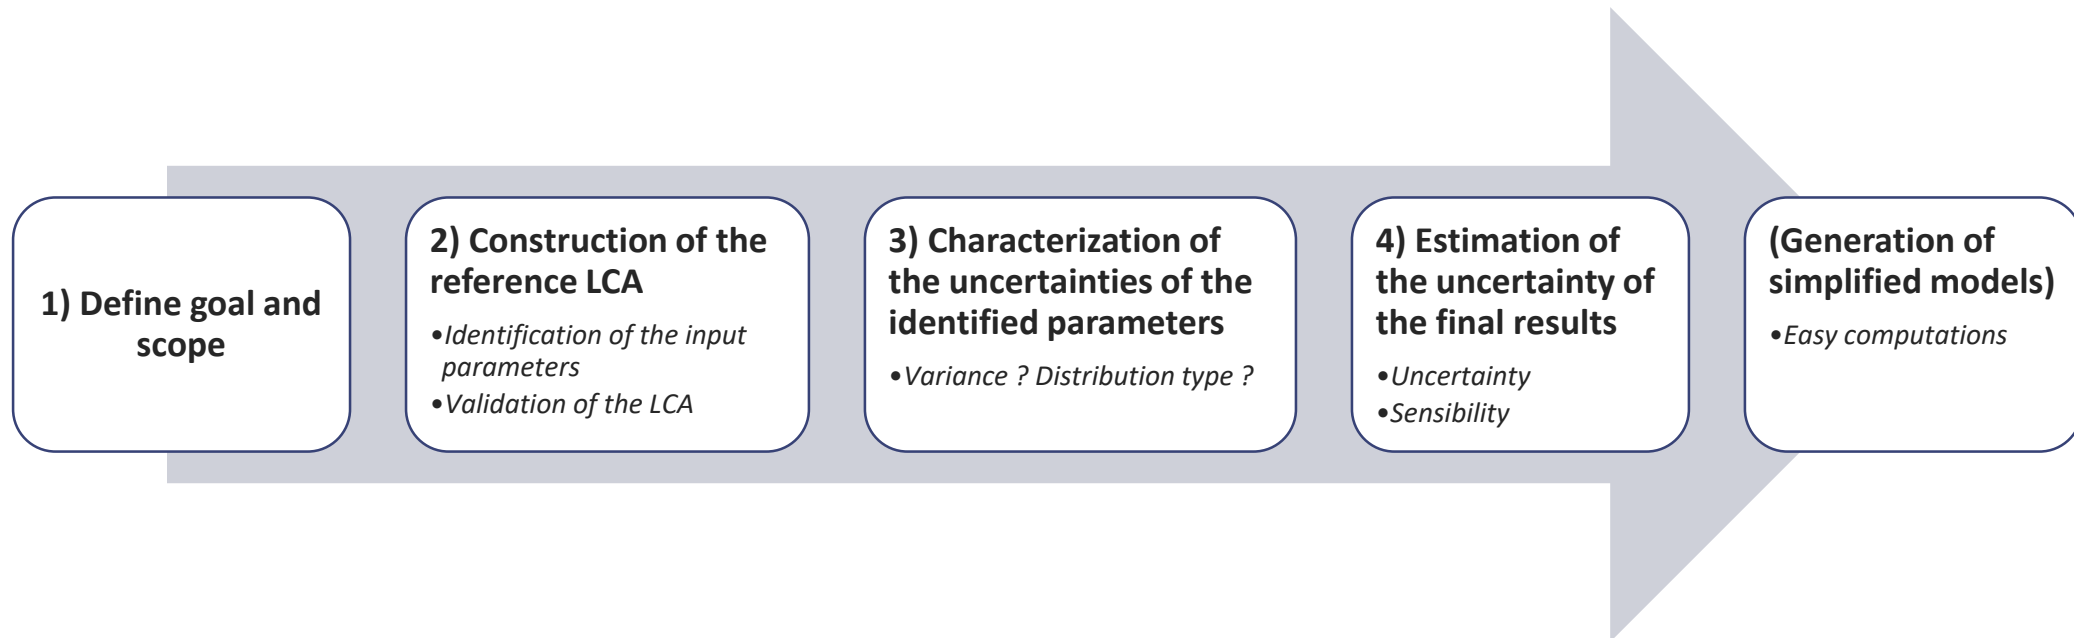 1) Define goal and
scope
2) Construction of the
reference LCA
•Identification of the input
parameters
•Validation of the LCA
3) Characterization of
the uncertainties of the
identified parameters
•Variance ? Distribution type ?
4) Estimation of
the uncertainty of
the final results
•Uncertainty
•Sensibility
(Generation of
simplified models)
•Easy computations